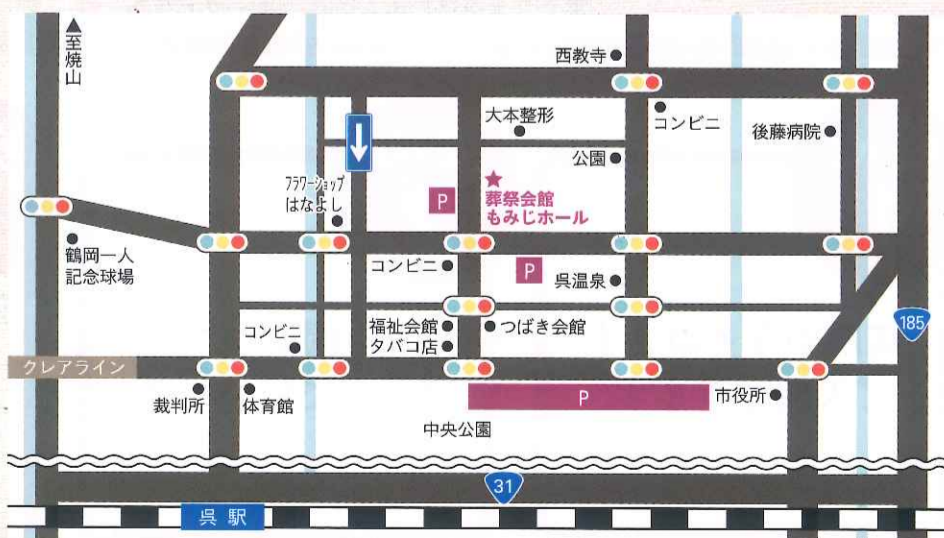 ▲至焼山
西教寺
コンビニ
後藤病院
大本整形
公園
フラワーショップ
はなよし
P
★
葬祭会館
もみじホール
鶴岡一人
記念球場
コンビニ
P
呉温泉
185
コンビニ
福祉会館
タバコ店
つばき会館
クレアライン
裁判所
体育館
P
市役所
中央公園
31
呉駅